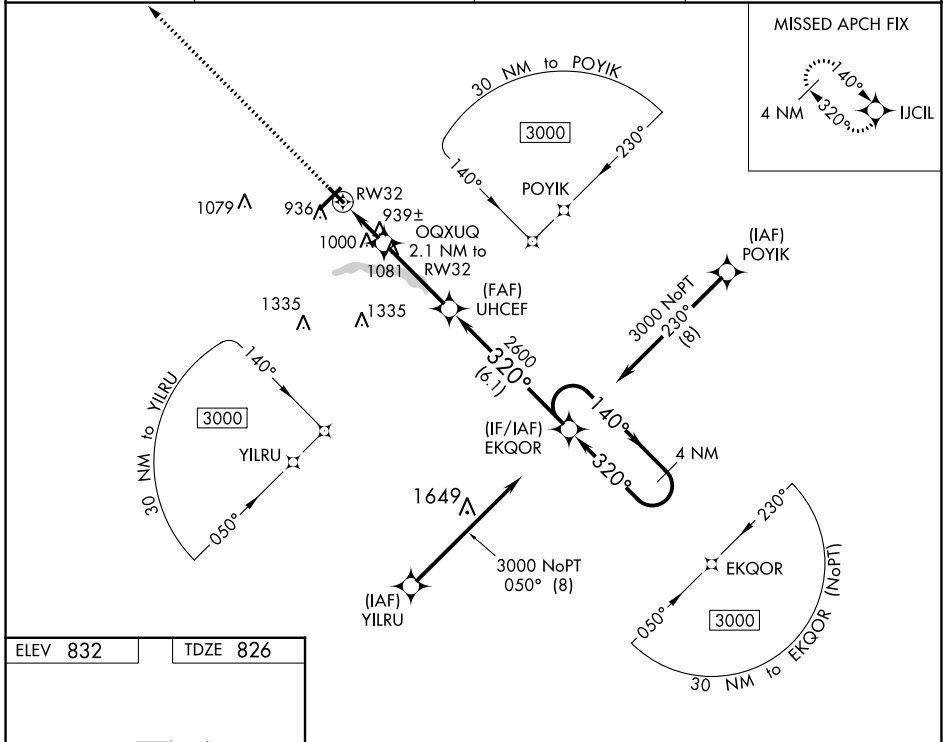 MISSED APCH FIX
140°
4 NM
320°
IJCIL
30 NM to POYIK
3000
140°
230°
POYIK
RW32
1079
936
939±
1000
OQXUQ
2.1 NM to
RW32
1081
(IAF)
POYIK
(FAF)
UHCEF
3000 NoPT
230°
(8)
1335
1335
2600
320°
(6.1)
30 NM to YILRU
140°
3000
YILRU
050°
(IF/IAF)
EKQOR
140°
320°
4 NM
1649
3000 NoPT
050° (8)
(IAF)
YILRU
230°
EKQOR
050°
3000
30 NM to EKQOR (NoPT)
ELEV 832
TDZE 826